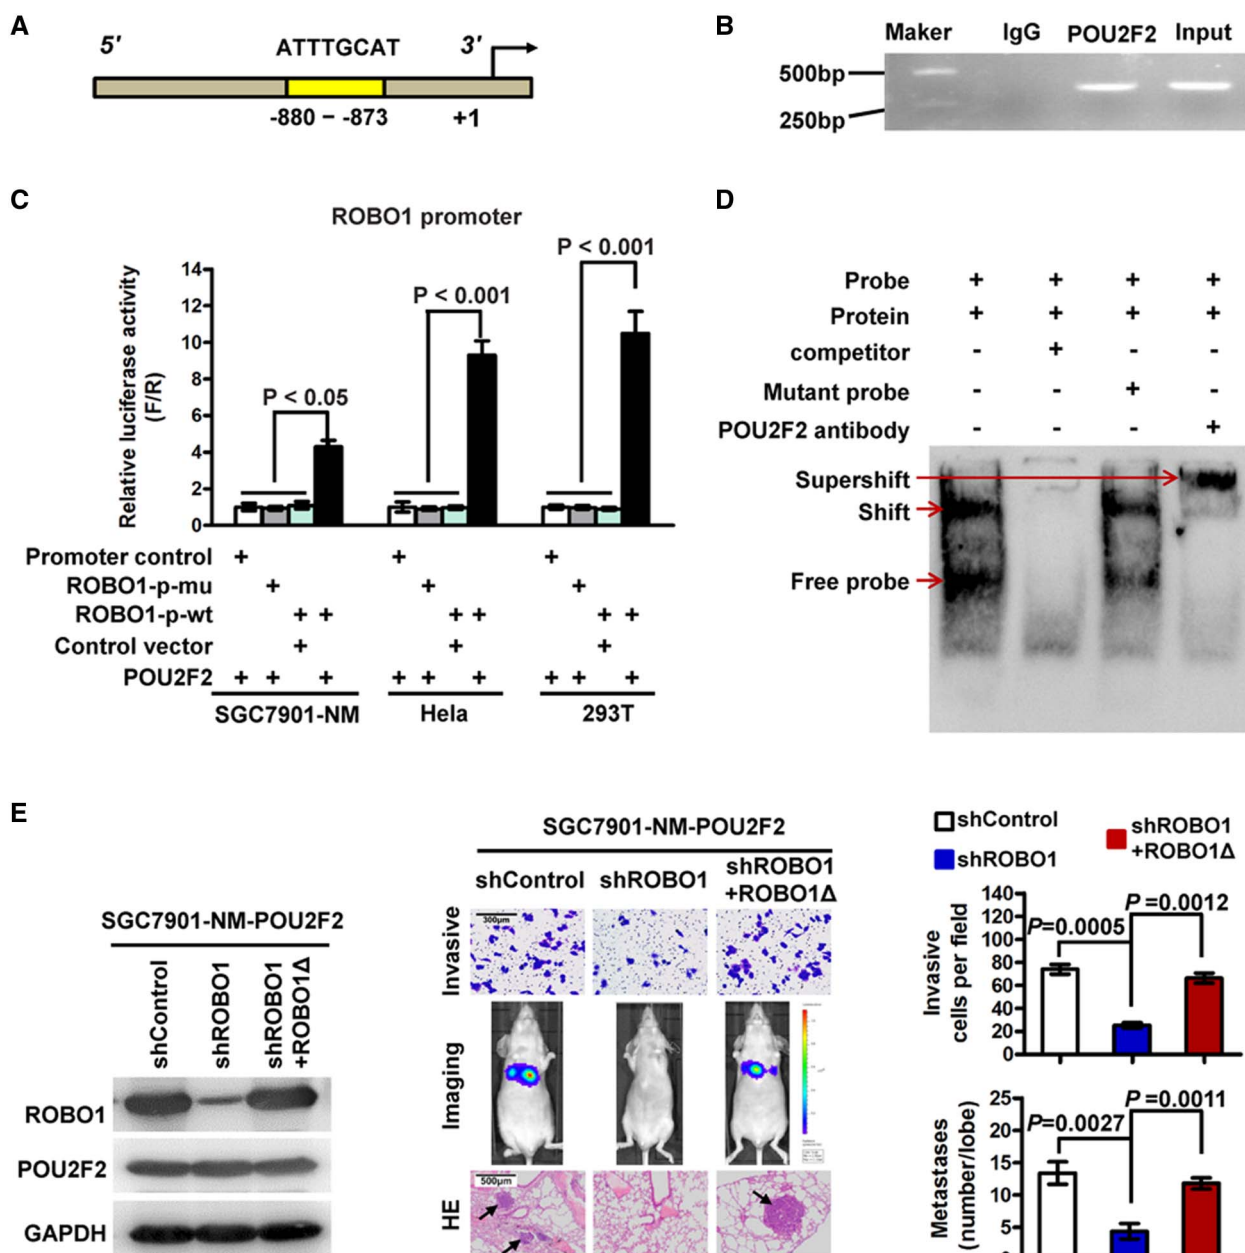 A
5′ ATTTGCAT 3′
-880 – -873 +1
B
Maker IgG POU2F2 Input
500bp
250bp
C
ROBO1 promoter
Relative luciferase activity
(F/R)
14
12
10
8
6
4
2
0
P < 0.05
P < 0.001
P < 0.001
Promoter control + + +
ROBO1-p-mu + + +
ROBO1-p-wt + + + + + +
Control vector + + +
POU2F2 + + + + + + + + +
SGC7901-NM Hela 293T
D
Probe + + + +
Protein + + + +
competitor - + - -
Mutant probe - - + -
POU2F2 antibody - - - +
Supershift
Shift
Free probe
E
SGC7901-NM-POU2F2
shControl
shROBO1
shROBO1
+ROBO1Δ
ROBO1
POU2F2
GAPDH
SGC7901-NM-POU2F2
shControl shROBO1 shROBO1
+ROBO1Δ
Invasive
300μm
Imaging
HE
500μm
shControl
shROBO1
shROBO1
+ROBO1Δ
Invasive
cells per field
140
120
100
80
60
40
20
0
P=0.0005
P=0.0012
Metastases
(number/lobe)
25
20
15
10
5
P=0.0027
P=0.0011